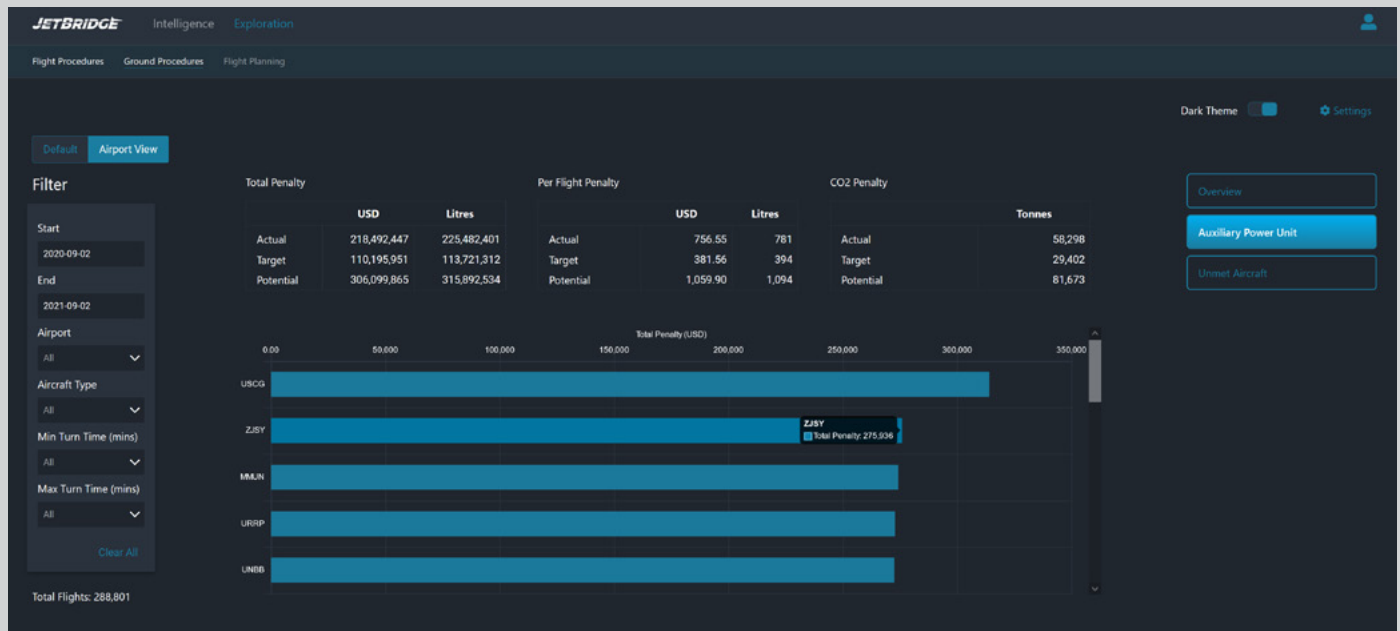 JETBRIDGE Intelligence Exploration
Flight Procedures Ground Procedures Flight Planning
Dark Theme Settings
Default Airport View
Filter
Start
2020-09-02
End
2021-09-02
Airport
All
Aircraft Type
All
Min Turn Time (mins)
All
Max Turn Time (mins)
All
Clear All
Total Flights: 288,801
Total Penalty
USD Litres
Actual 218,492,447 225,482,401
Target 110,195,951 113,721,312
Potential 306,099,865 315,892,534
Per Flight Penalty
USD Litres
Actual 756.55 781
Target 381.56 394
Potential 1,059.90 1,094
CO2 Penalty
Tonnes
Actual 58,298
Target 29,402
Potential 81,673
Overview
Auxiliary Power Unit
Unmet Aircraft
Total Penalty (USD)
0.00 50,000 100,000 150,000 200,000 250,000 300,000 350,000
USCG
ZJSY
ZJSY
Total Penalty: 275,936
MMUN
URRP
UNBB